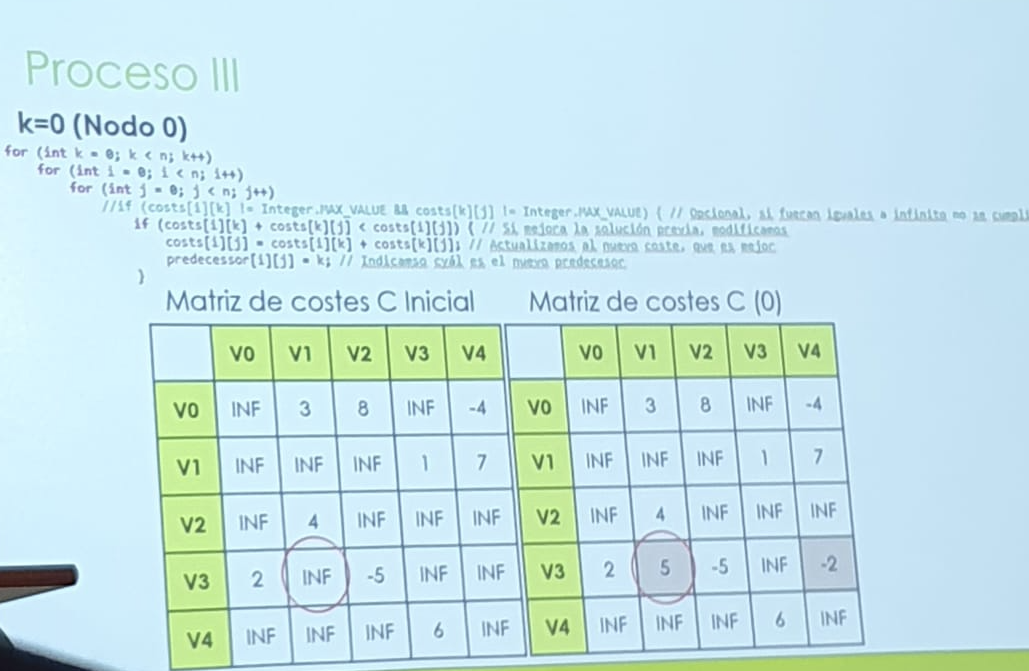 Proceso III
k=0 (Nodo 0)
for (int k = 0; k < n; k++)
for (int i = 0; i < n; i++)
for (int j = 0; j < n; j++)
//if (costs[i][k] != Integer.MAX_VALUE && costs[k][j] != Integer.MAX_VALUE) { // Opcional, si fueran iguales a infinito no se cumpli
if (costs[i][k] + costs[k][j] < costs[i][j]) { // Si mejora la solución previa, modificamos
costs[i][j] = costs[i][k] + costs[k][j]; // Actualizamos al nuevo coste, que es mejor
predecessor[i][j] = k; // cuál es el nuevo predecesor
}
Matriz de costes C Inicial Matriz de costes C (0)
V0 V1 V2 V3 V4 V0 V1 V2 V3 V4
V0 INF 3 8 INF -4 V0 INF 3 8 INF -4
V1 INF INF INF 1 7 V1 INF INF INF 1 7
V2 INF 4 INF INF INF V2 INF 4 INF INF INF
V3 2 INF -5 INF INF V3 2 5 -5 INF -2
V4 INF INF INF 6 INF V4 INF INF INF 6 INF